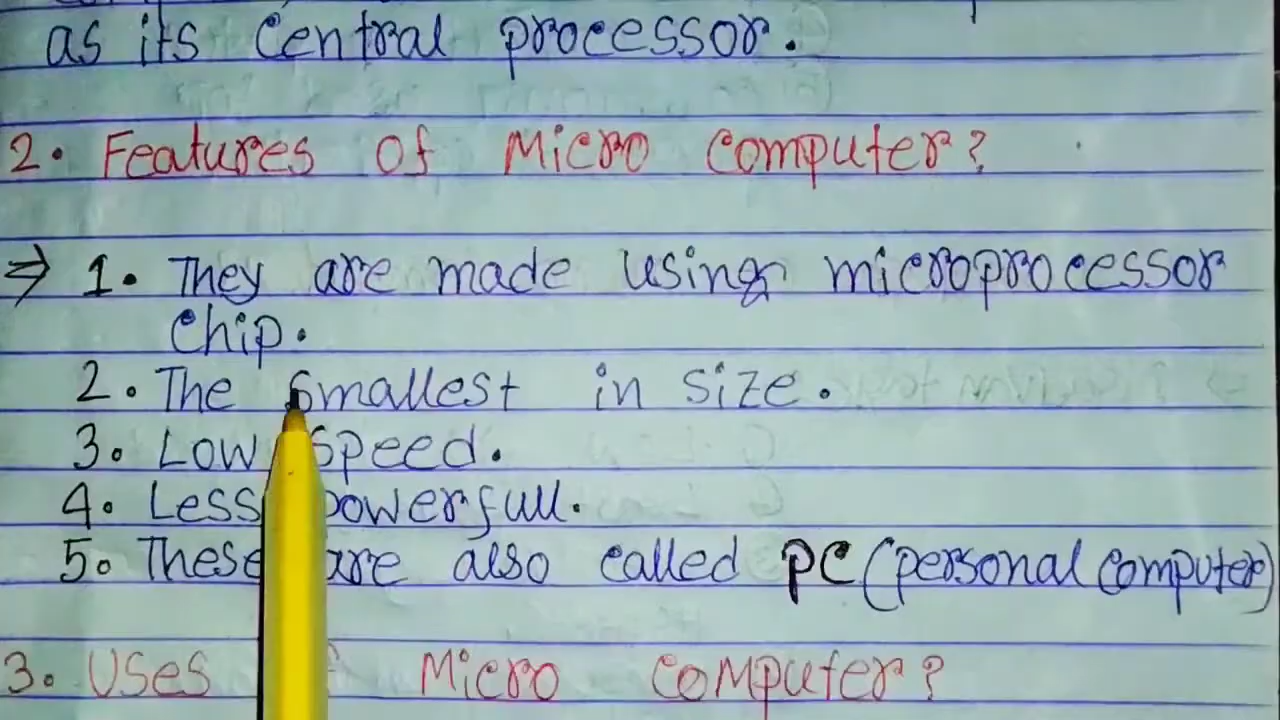 as its central processor.
2. Features of Micro computer?
⇒ 1. They are made using microprocessor
chip.
2. The smallest in size.
3. Low speed.
4. Less powerfull.
5. These are also called PC (personal computer)
3. Uses Micro computer?